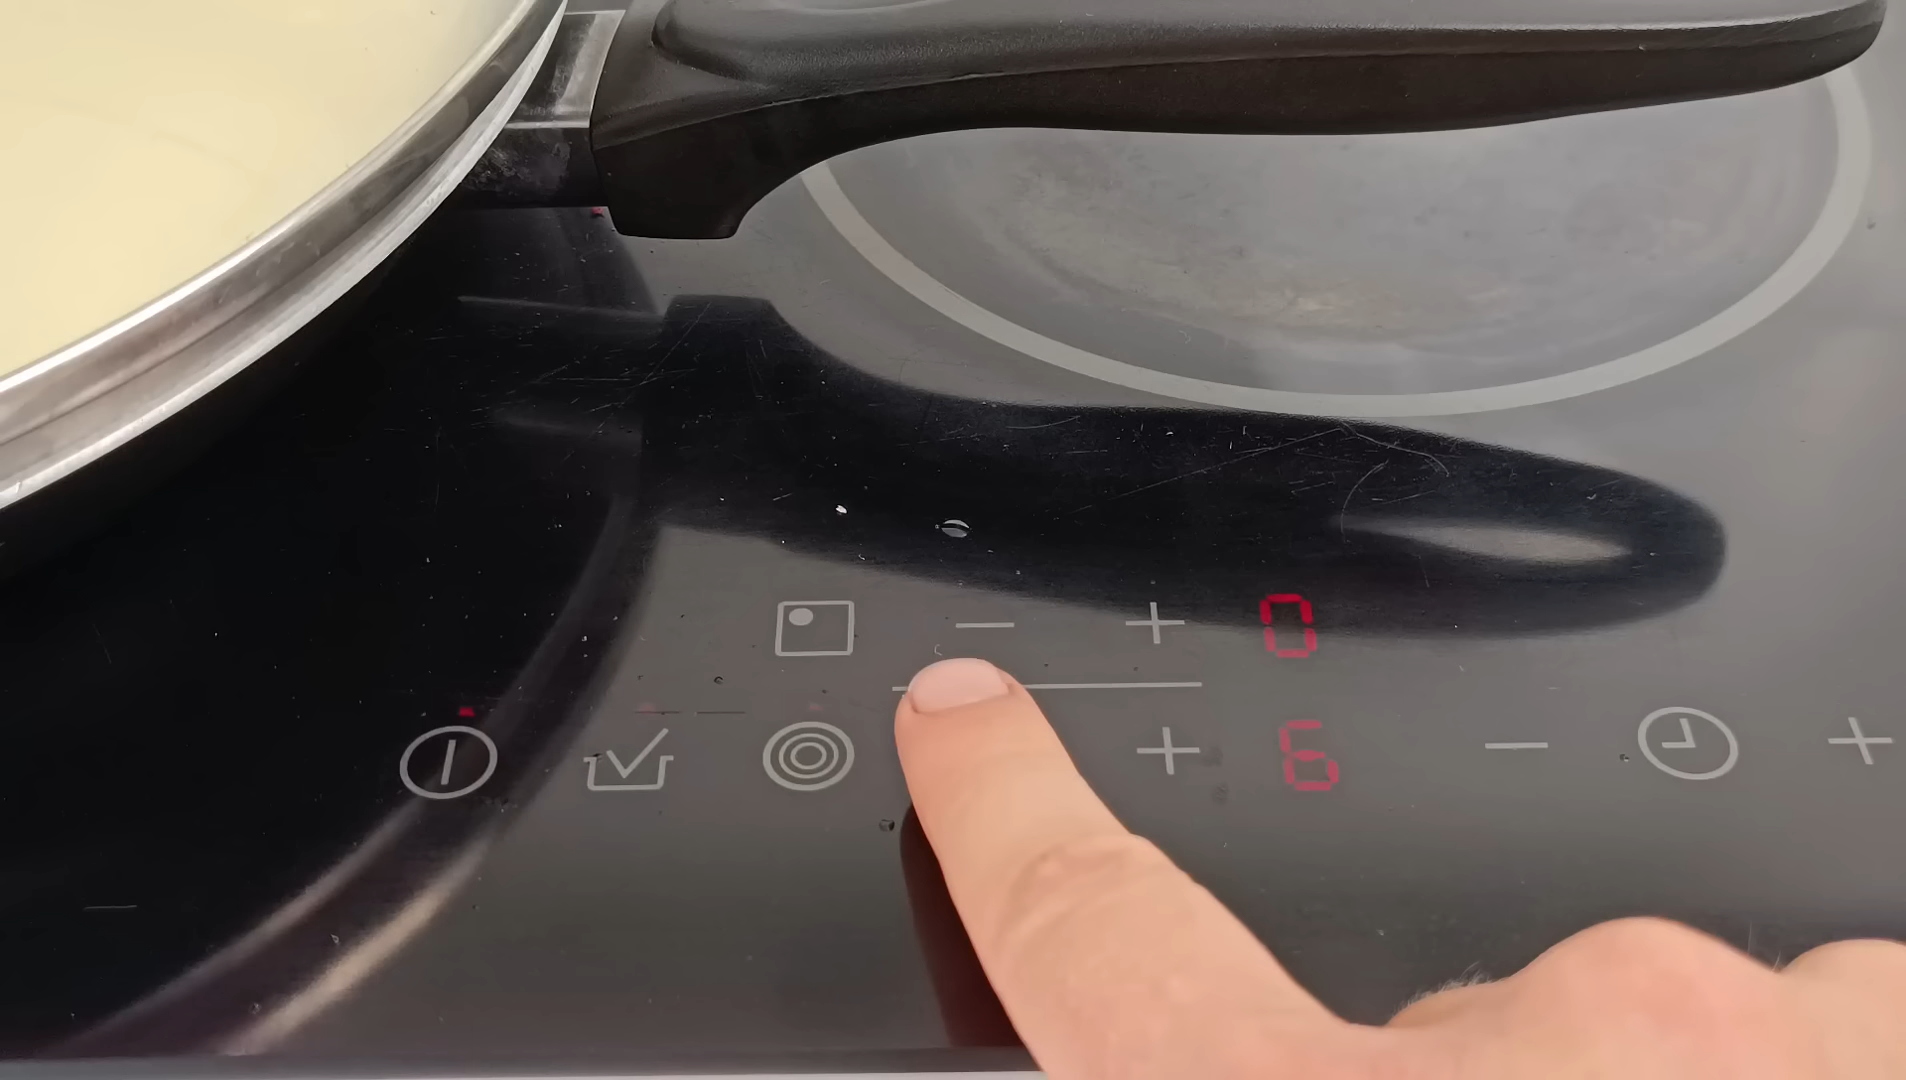 − + 0
+ 6 − +